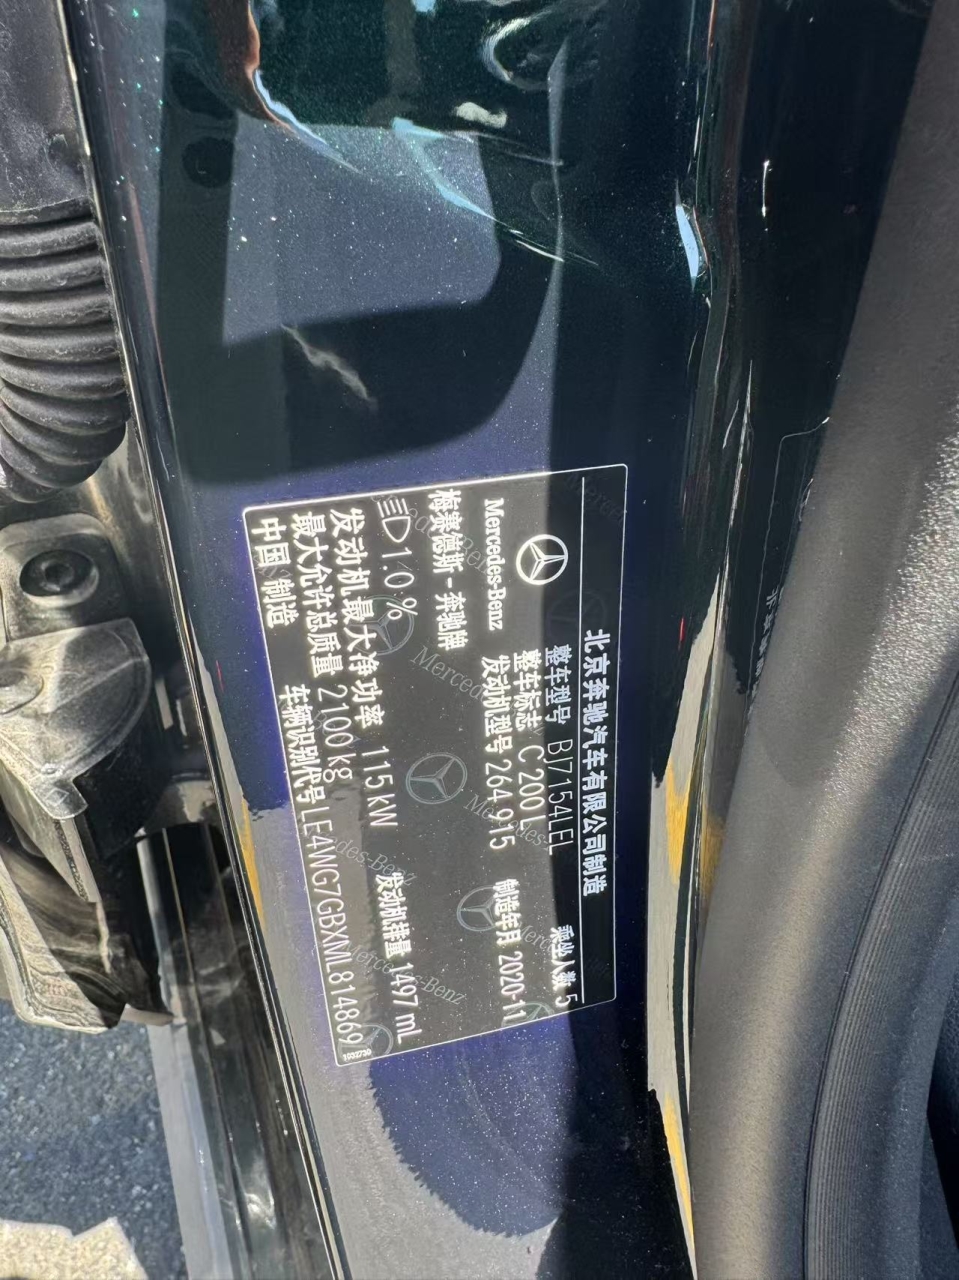 北京奔驰汽车有限公司制造
Mercedes-Benz
整车型号 BJ7154LEL 乘坐人数 5
整车标志 C 200 L
发动机型号 264 915 制造年月 2020-11
梅赛德斯-奔驰牌
1.0 %
发动机最大净功率 115 kW 发动机排量 1497 mL
最大允许总质量 2100 kg
中国 制造 车辆识别代号 LE4WG7GBXML814869
1032730